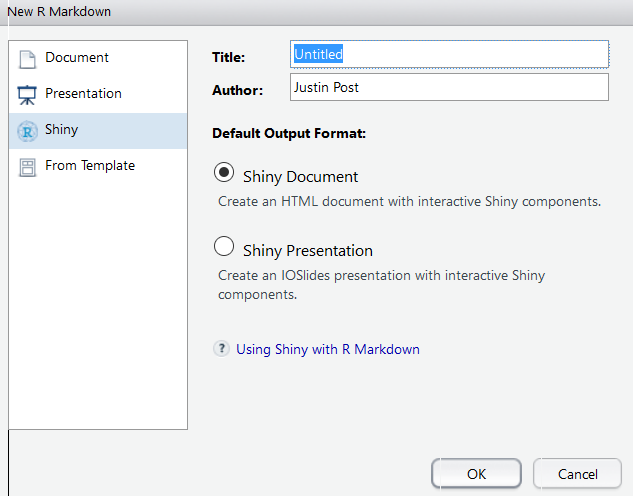 New R Markdown
Document
Presentation
Shiny
From Template
Title:
Untitled
Author:
Justin Post
Default Output Format:
Shiny Document
Create an HTML document with interactive Shiny components.
Shiny Presentation
Create an IOSlides presentation with interactive Shiny
components.
? Using Shiny with R Markdown
OK
Cancel